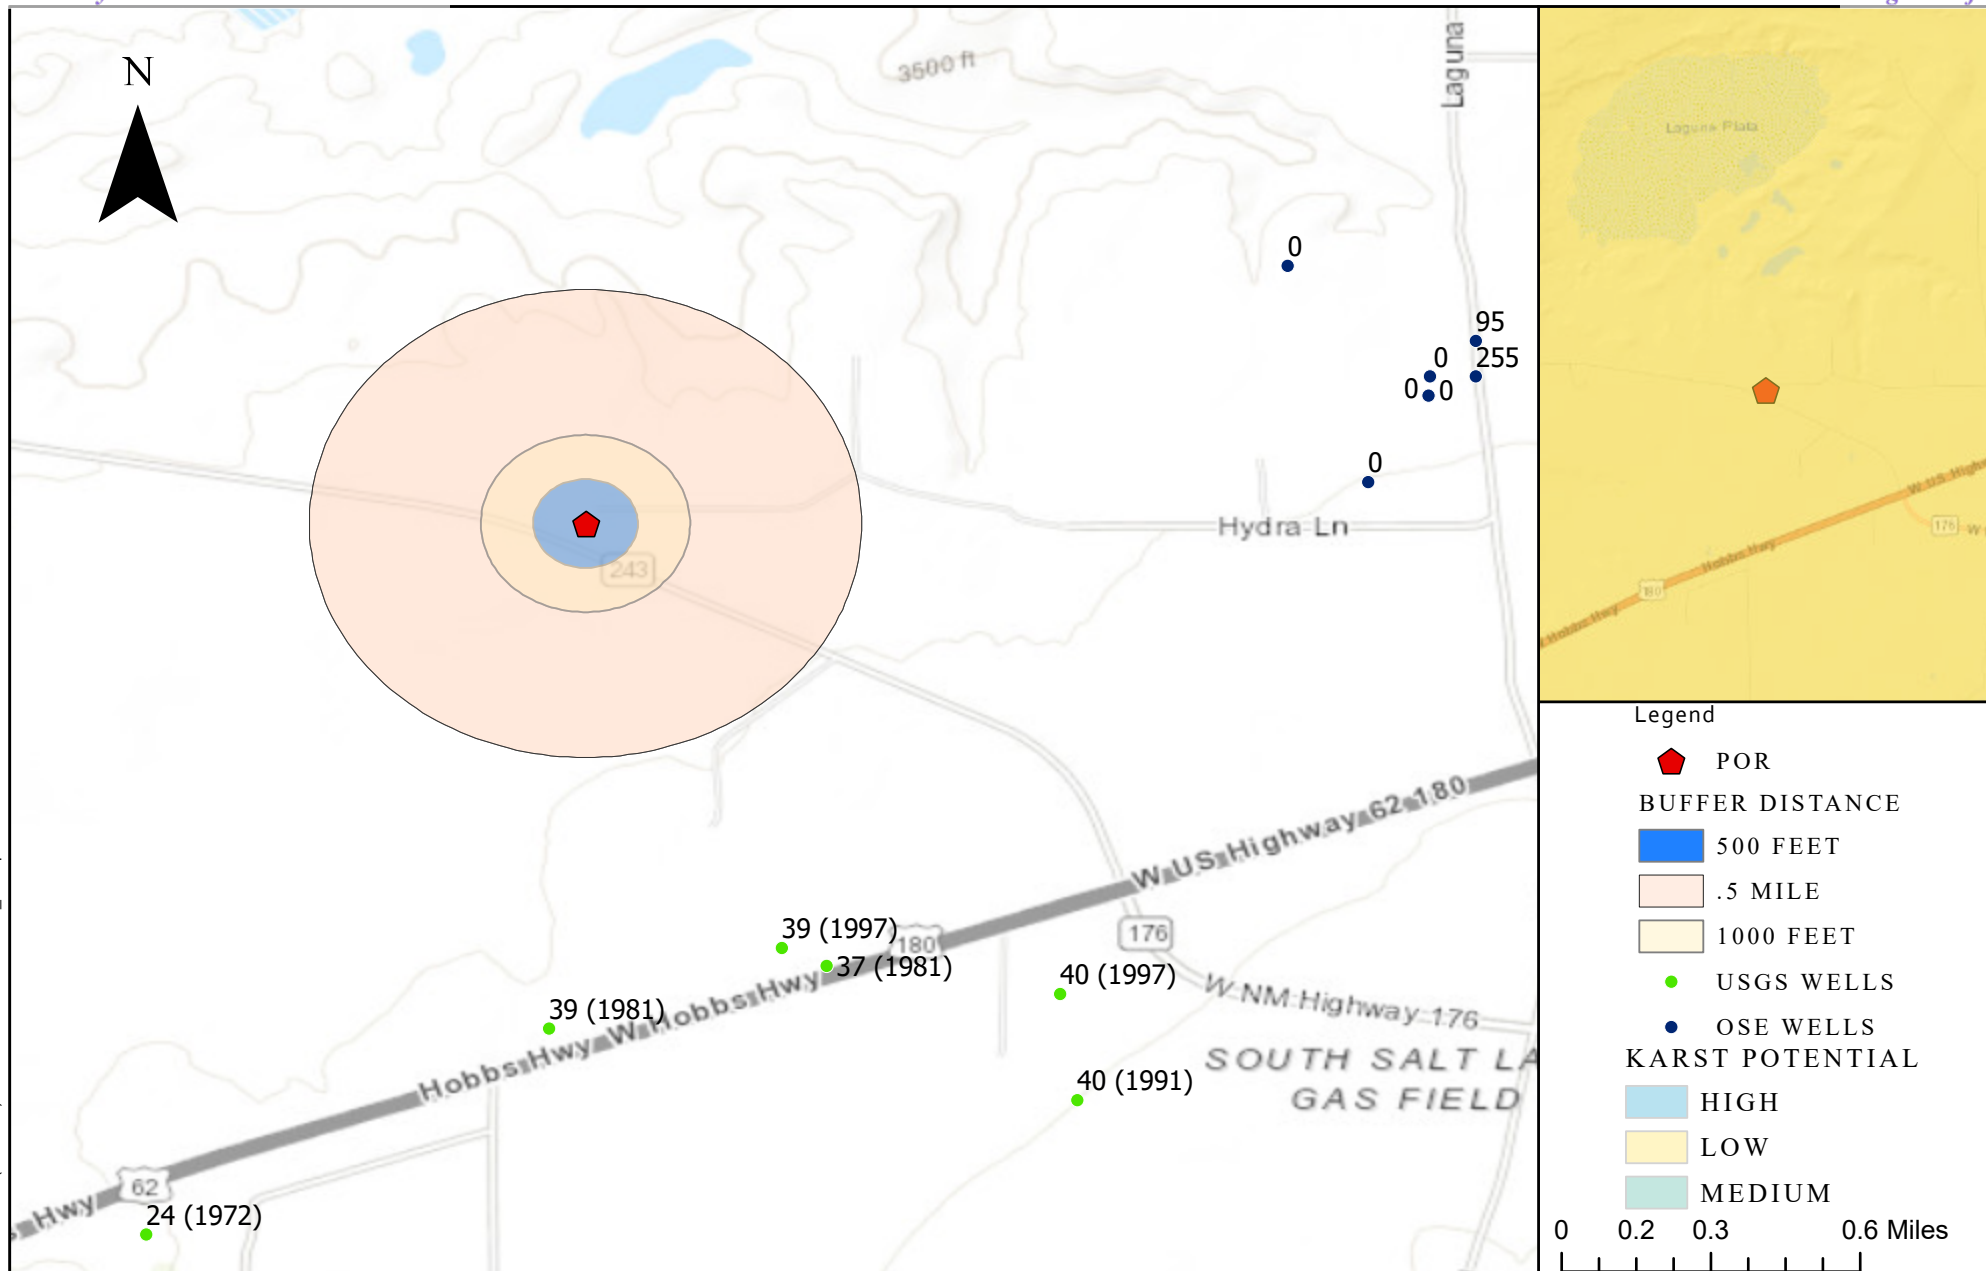 N
3500 ft
Laguna
0
95
0
255
0
0
0
Hydra Ln
243
W US Highway 62-180
39 (1997)
180
37 (1981)
Hobbs Hwy W Hobbs Hwy
39 (1981)
176
40 (1997)
W NM Highway 176
SOUTH SALT LA
GAS FIELD
40 (1991)
62
Hwy
24 (1972)
Laguna Plata
W US High
176
W
Hobbs Hwy
180
Hobbs Hwy
Legend
POR
BUFFER DISTANCE
500 FEET
.5 MILE
1000 FEET
USGS WELLS
OSE WELLS
KARST POTENTIAL
HIGH
LOW
MEDIUM
0 0.2 0.3 0.6 Miles